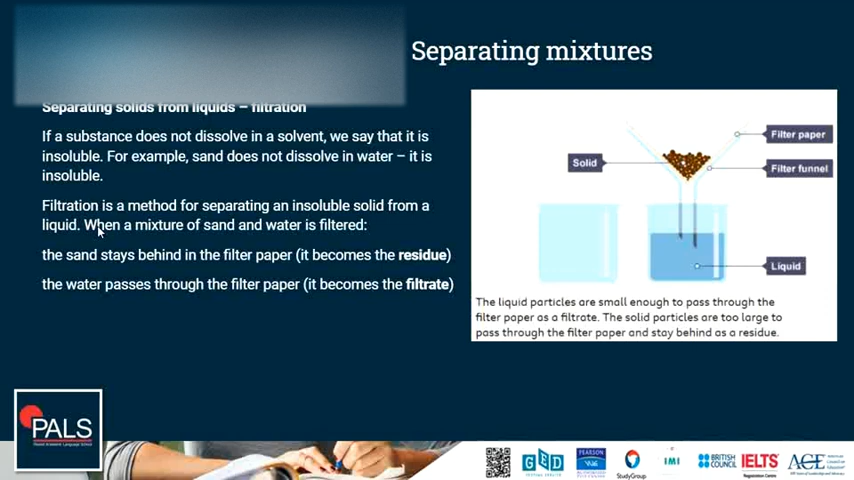 Separating mixtures
Separating solids from liquids – filtration
If a substance does not dissolve in a solvent, we say that it is
insoluble. For example, sand does not dissolve in water – it is
insoluble.
Filtration is a method for separating an insoluble solid from a
liquid. When a mixture of sand and water is filtered:
the sand stays behind in the filter paper (it becomes the residue)
the water passes through the filter paper (it becomes the filtrate)
Filter paper
Solid
Filter funnel
Liquid
The liquid particles are small enough to pass through the
filter paper as a filtrate. The solid particles are too large to
pass through the filter paper and stay behind as a residue.
PALS
GED
PEARSON
StudyGroup
IMI
BRITISH
COUNCIL
IELTS
ACE